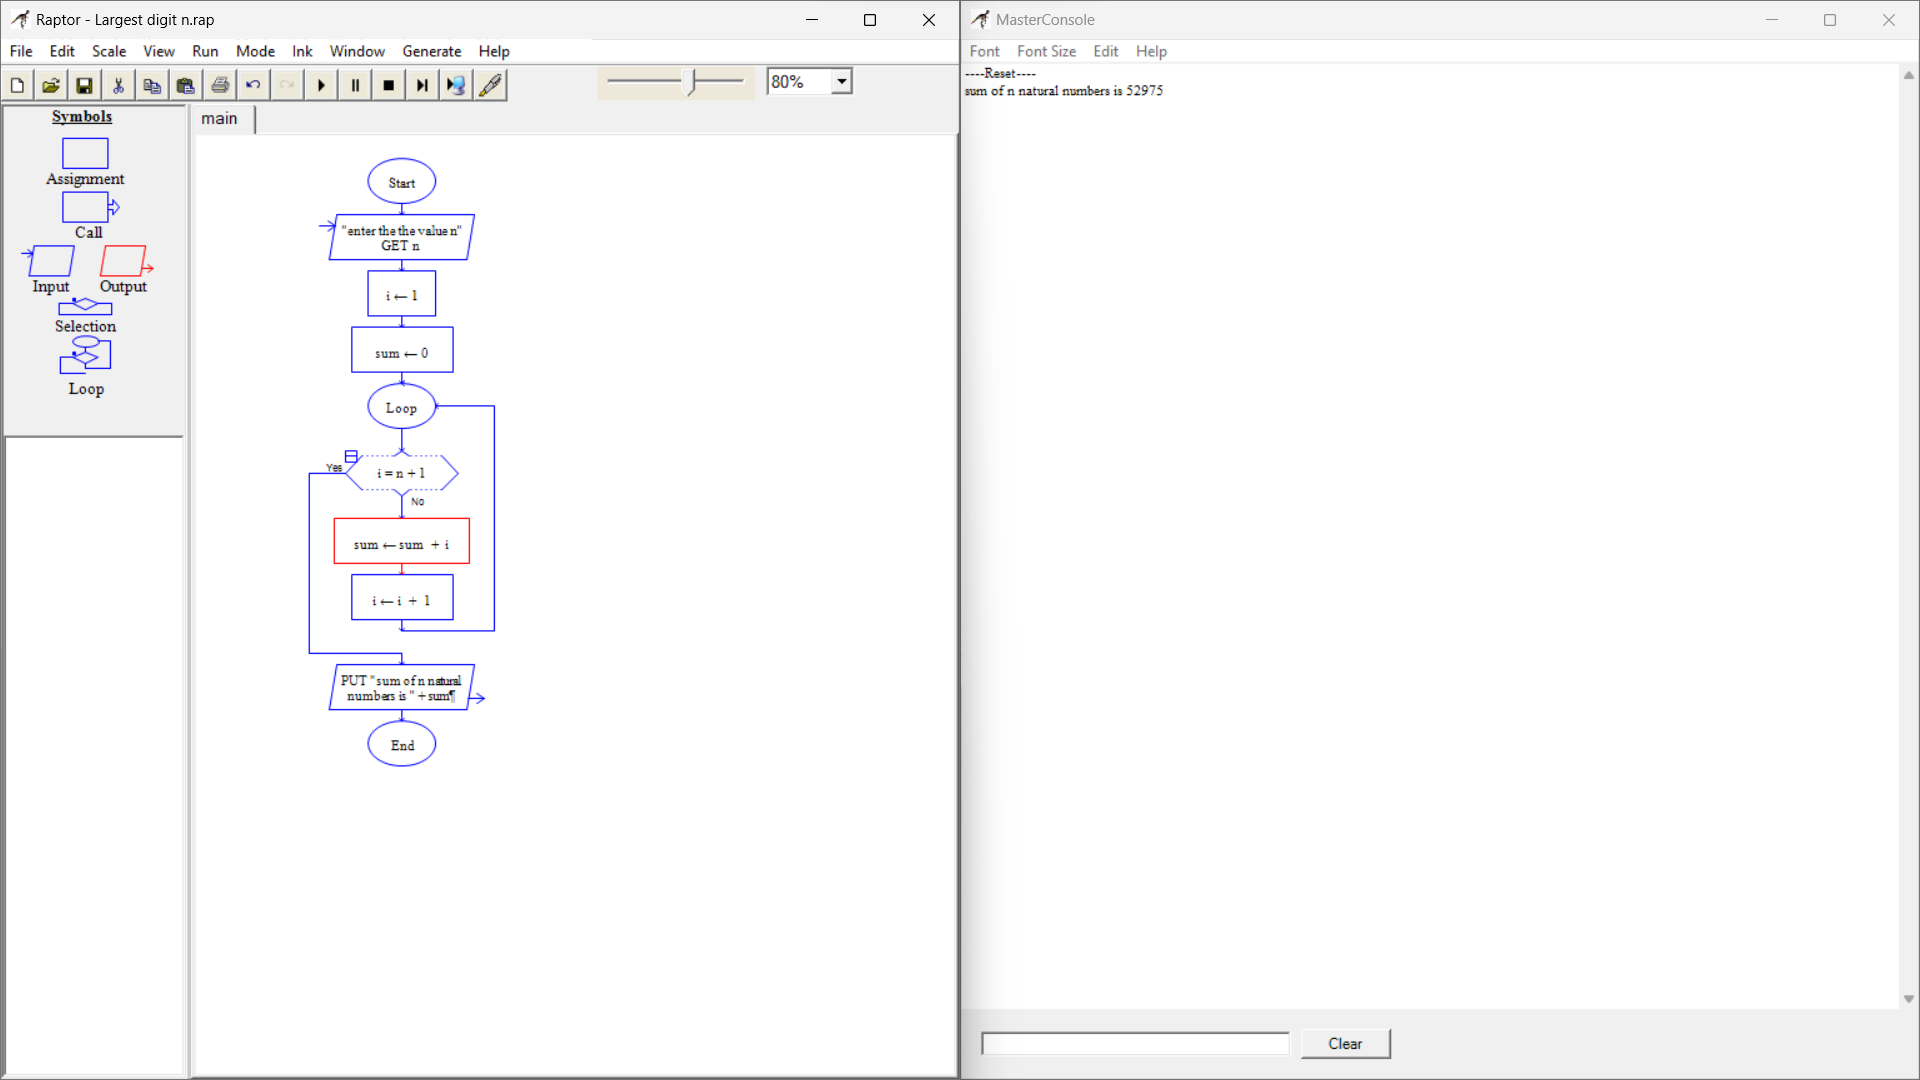 Raptor - Largest digit n.rap
File Edit Scale View Run Mode Ink Window Generate Help
80%
Symbols
Assignment
Call
Input Output
Selection
Loop
main
Start
"enter the the value n"
GET n
i ← 1
sum ← 0
Loop
i = n + 1
Yes
No
sum ← sum + i
i ← i + 1
PUT "sum of n natural
numbers is " + sum¶
End
MasterConsole
Font Font Size Edit Help
----Reset----
sum of n natural numbers is 52975
Clear